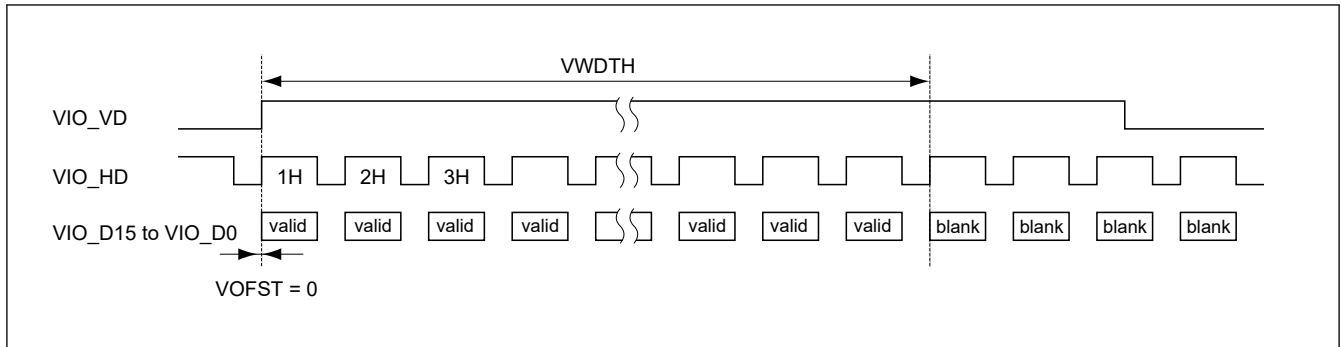 VWDTH
VIO_VD
VIO_HD 1H 2H 3H
VIO_D15 to VIO_D0 valid valid valid valid valid valid valid blank blank blank blank
VOFST = 0